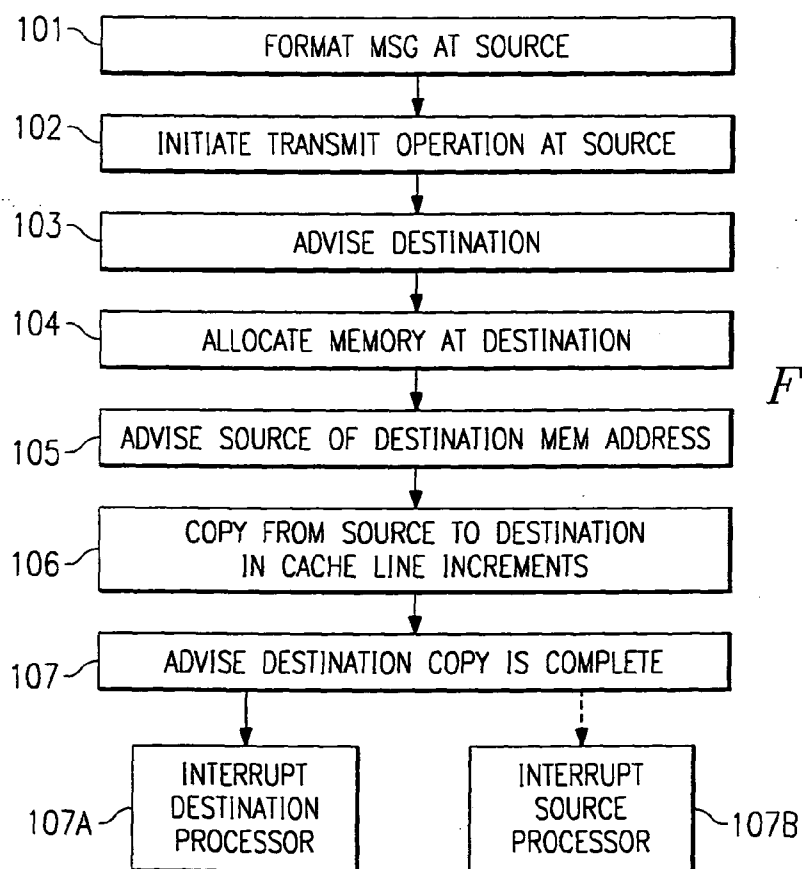 101
FORMAT MSG AT SOURCE
102
INITIATE TRANSMIT OPERATION AT SOURCE
103
ADVISE DESTINATION
104
ALLOCATE MEMORY AT DESTINATION
F
105
ADVISE SOURCE OF DESTINATION MEM ADDRESS
106
COPY FROM SOURCE TO DESTINATION
IN CACHE LINE INCREMENTS
107
ADVISE DESTINATION COPY IS COMPLETE
107A
INTERRUPT
DESTINATION
PROCESSOR
INTERRUPT
SOURCE
PROCESSOR
107B